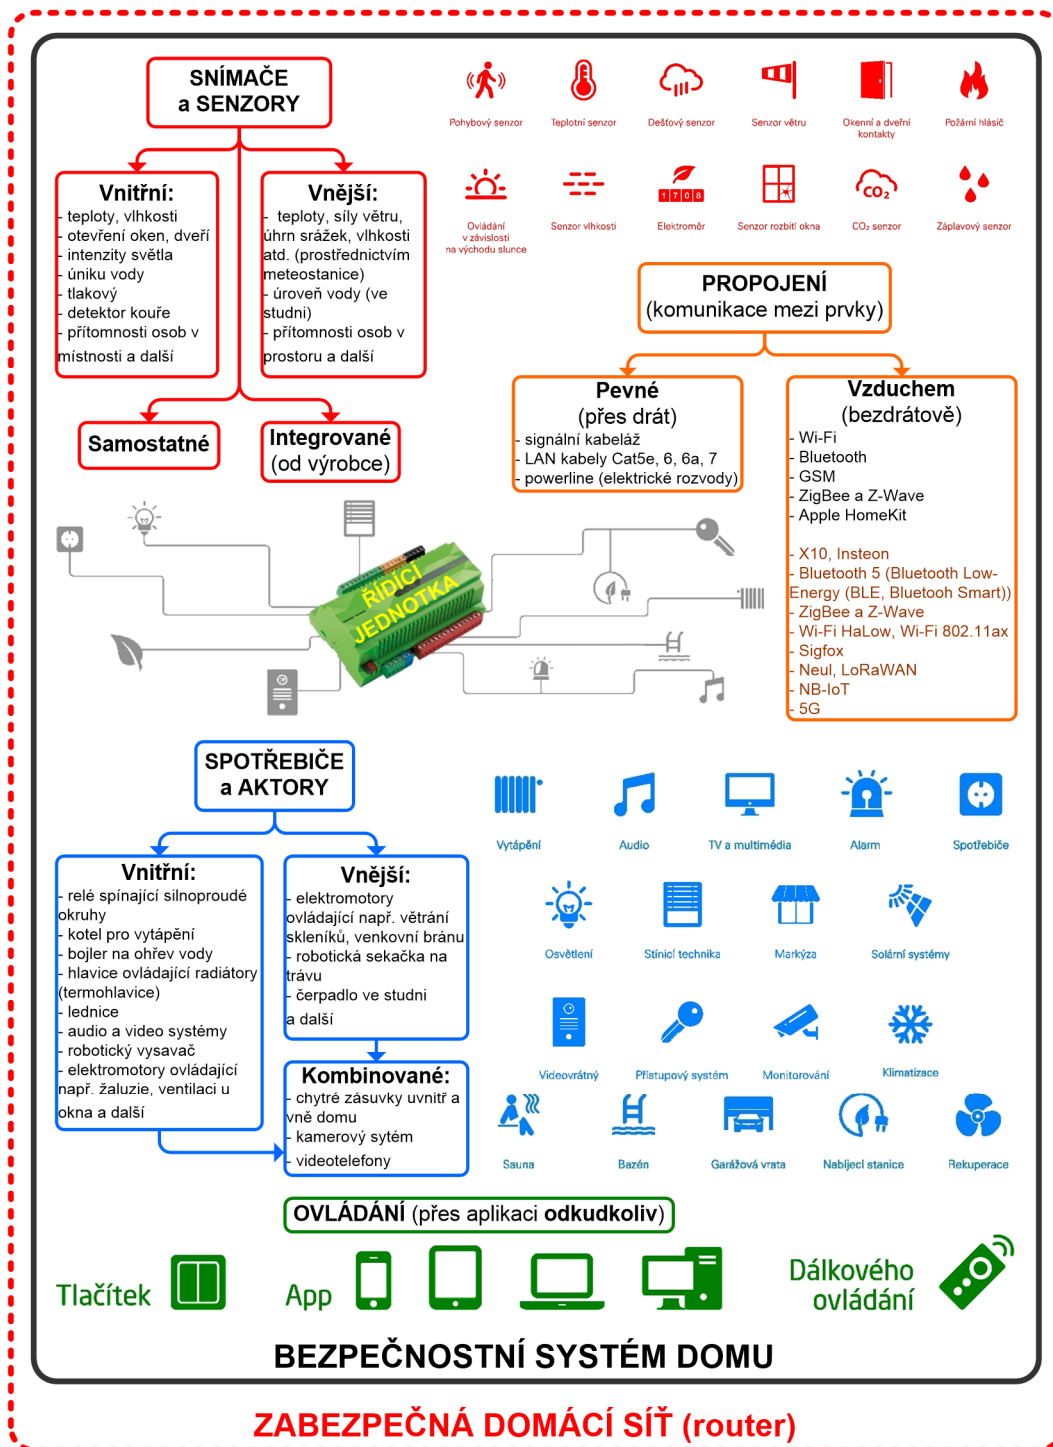 SNÍMAČE
a SENZORY
Vnitřní:
- teploty, vlhkosti
- otevření oken, dveří
- intenzity světla
- úniku vody
- tlakový
- detektor kouře
- přítomnosti osob v
místnosti a další
Vnější:
- teploty, síly větru,
úhrn srážek, vlhkosti
atd. (prostřednictvím
meteostanice)
- úroveň vody (ve
studni)
- přítomnosti osob v
prostoru a další
Samostatné
Integrované
(od výrobce)
Pohybový senzor
Teplotní senzor
Dešťový senzor
Senzor větru
Okenní a dveřní
kontakty
Požární hlásič
Ovládání
v závislosti
na východu slunce
Senzor vlhkosti
1708
Elektroměr
Senzor rozbití okna
CO₂
CO₂ senzor
Záplavový senzor
PROPOJENÍ
(komunikace mezi prvky)
Pevné
(přes drát)
- signální kabeláž
- LAN kabely Cat5e, 6, 6a, 7
- powerline (elektrické rozvody)
Vzduchem
(bezdrátově)
- Wi-Fi
- Bluetooth
- GSM
- ZigBee a Z-Wave
- Apple HomeKit
- X10, Insteon
- Bluetooth 5 (Bluetooth Low-
Energy (BLE, Bluetooh Smart))
- ZigBee a Z-Wave
- Wi-Fi HaLow, Wi-Fi 802.11ax
- Sigfox
- Neul, LoRaWAN
- NB-IoT
- 5G
ŘÍDÍCÍ
JEDNOTKA
SPOTŘEBIČE
a AKTORY
Vnitřní:
- relé spínající silnoproudé
okruhy
- kotel pro vytápění
- bojler na ohřev vody
- hlavice ovládající radiátory
(termohlavice)
- lednice
- audio a video systémy
- robotický vysavač
- elektromotory ovládající
např. žaluzie, ventilaci u
okna a další
Vnější:
- elektromotory
ovládající např. větrání
skleníků, venkovní bránu
- robotická sekačka na
trávu
- čerpadlo ve studni
a další
Kombinované:
- chytré zásuvky uvnitř a
vně domu
- kamerový sytém
- videotelefony
Vytápění
Audio
TV a multimédia
Alarm
Spotřebiče
Osvětlení
Stínicí technika
Markýza
Solární systémy
Videovrátný
Přístupový systém
Monitorování
Klimatizace
Sauna
Bazén
Garážová vrata
Nabíjecí stanice
Rekuperace
OVLÁDÁNÍ (přes aplikaci odkudkoliv)
Tlačítek
App
Dálkového
ovládání
BEZPEČNOSTNÍ SYSTÉM DOMU
ZABEZPEČNÁ DOMÁCÍ SÍŤ (router)